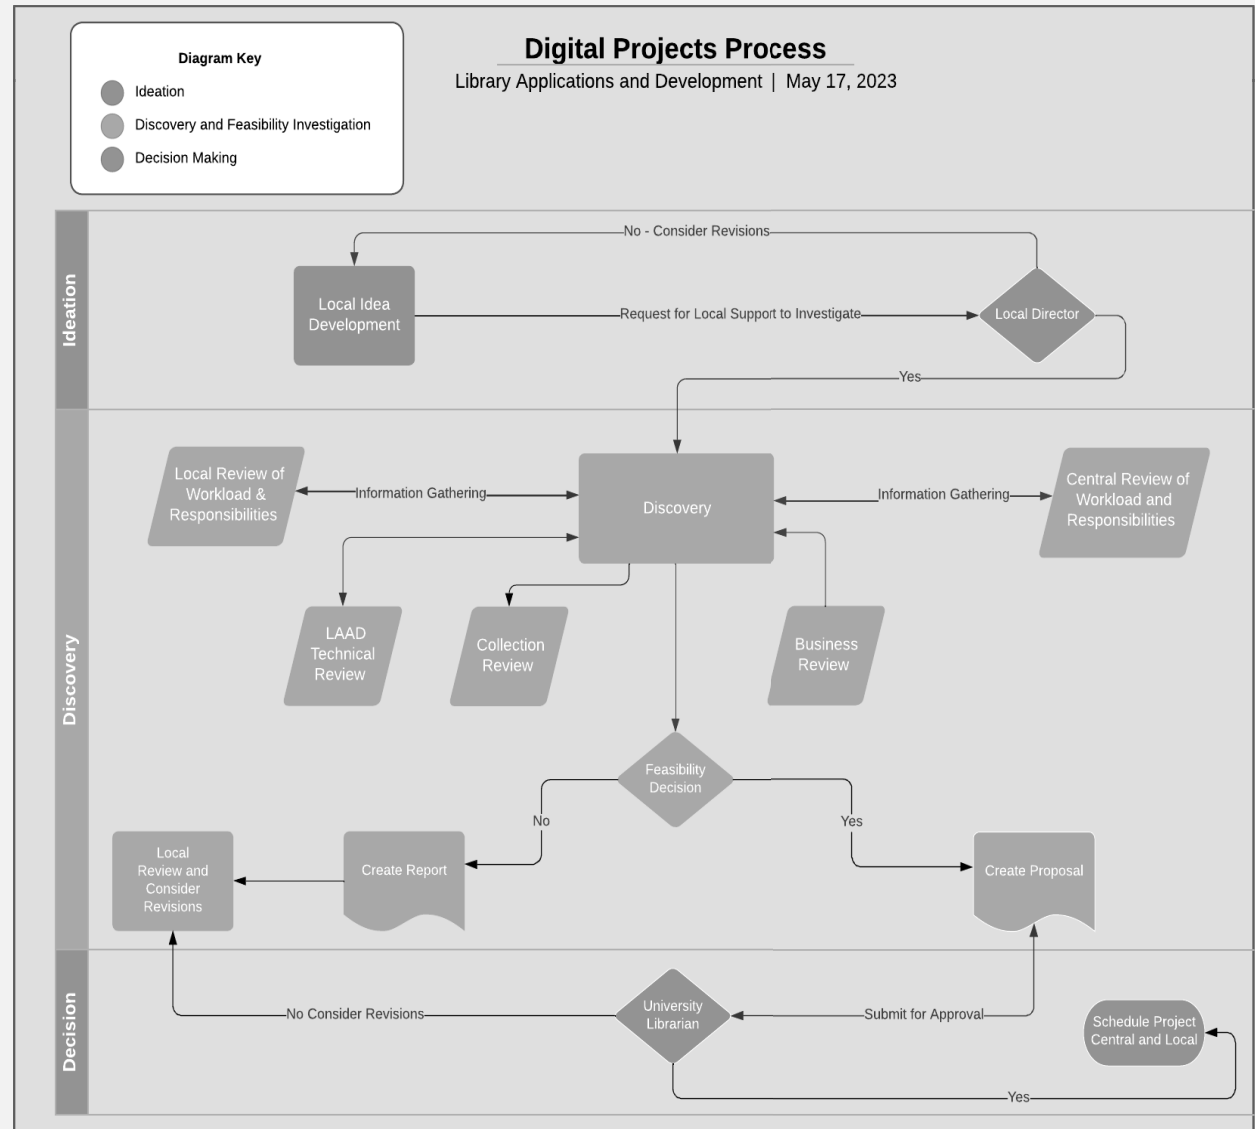 Digital Projects Process
Library Applications and Development | May 17, 2023
Diagram Key
Ideation
Discovery and Feasibility Investigation
Decision Making
Ideation
No - Consider Revisions
Local Idea
Development
Request for Local Support to Investigate
Local Director
Yes
Discovery
Local Review of
Workload &
Responsibilities
Information Gathering
Discovery
Information Gathering
Central Review of
Workload and
Responsibilities
LAAD
Technical
Review
Collection
Review
Business
Review
Feasibility
Decision
No
Yes
Local
Review and
Consider
Revisions
Create Report
Create Proposal
Decision
No Consider Revisions
University
Librarian
Submit for Approval
Schedule Project
Central and Local
Yes